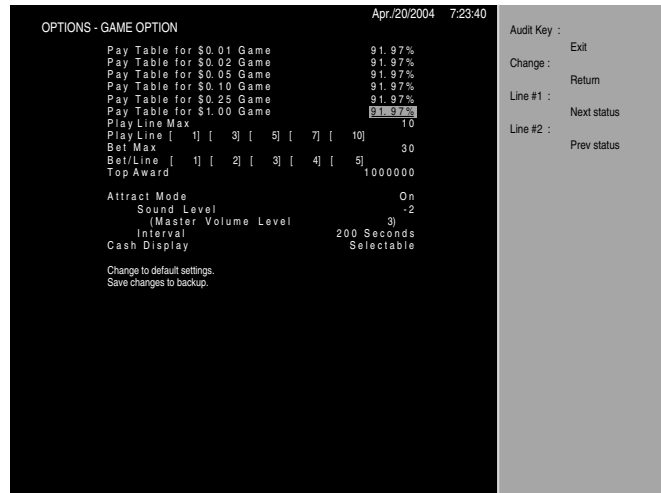 Apr./20/2004 7:23:40
OPTIONS - GAME OPTION
Pay Table for $0.01 Game 91.97%
Pay Table for $0.02 Game 91.97%
Pay Table for $0.05 Game 91.97%
Pay Table for $0.10 Game 91.97%
Pay Table for $0.25 Game 91.97%
Pay Table for $1.00 Game 91.97%
Play Line Max 10
Play Line [ 1] [ 3] [ 5] [ 7] [ 10]
Bet Max 30
Bet/Line [ 1] [ 2] [ 3] [ 4] [ 5]
Top Award 1000000
Attract Mode On
Sound Level -2
(Master Volume Level 3)
Interval 200 Seconds
Cash Display Selectable
Change to default settings.
Save changes to backup.
Audit Key :
Exit
Change :
Return
Line #1 :
Next status
Line #2 :
Prev status